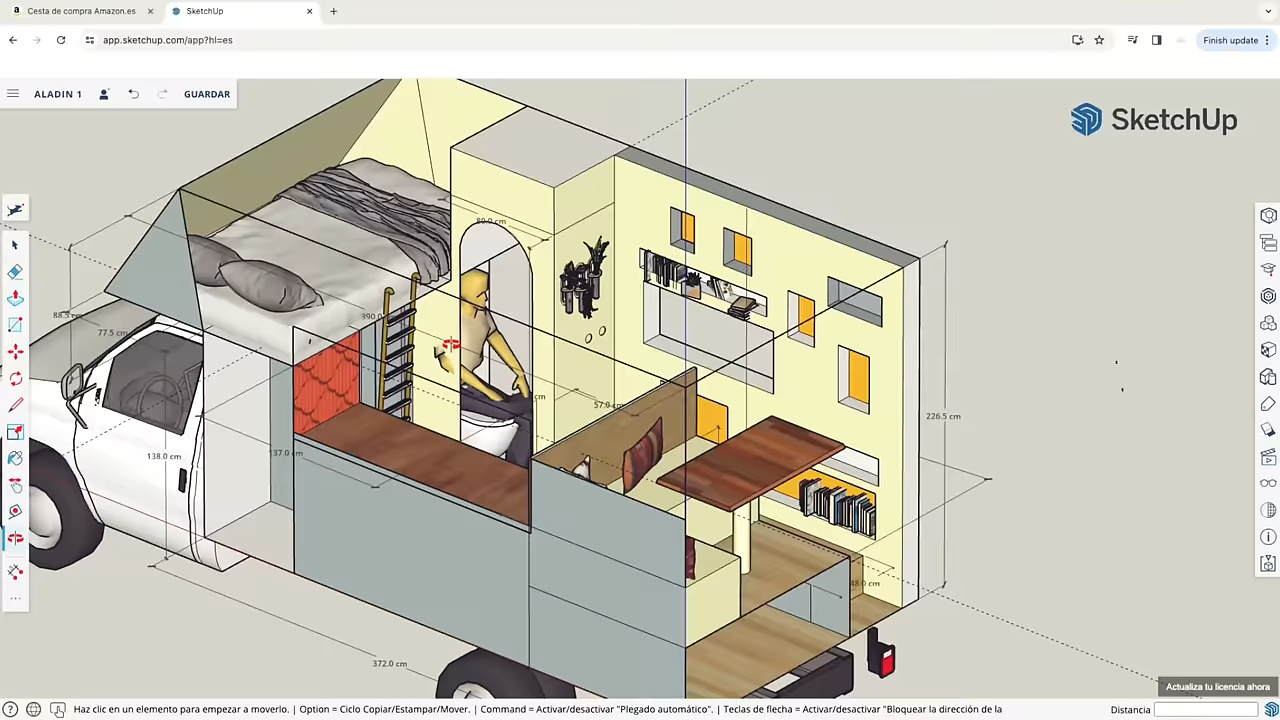 Cesta de compra Amazon.es
SketchUp
app.sketchup.com/app?hl=es
Finish update
ALADIN 1
GUARDAR
SketchUp
80.0 cm
88.5 cm
77.5 cm
390.0
cm
57.0 cm
226.5 cm
138.0 cm
137.0 cm
48.0 cm
372.0 cm
Actualiza tu licencia ahora
Haz clic en un elemento para empezar a moverlo. | Option = Ciclo Copiar/Estampar/Mover. | Command = Activar/desactivar "Plegado automático". | Teclas de flecha = Activar/desactivar "Bloquear la dirección de la
Distancia